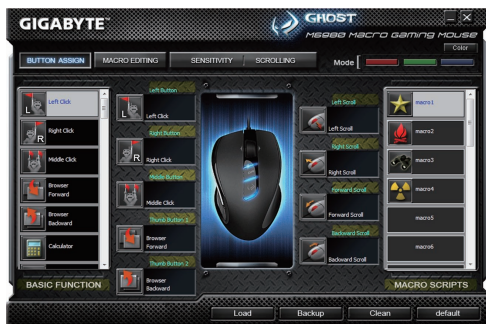 GIGABYTE™
GHOST
M6980 Macro Gaming Mouse
Color
BUTTON ASSIGN
MACRO EDITING
SENSITIVITY
SCROLLING
Mode
Left Click
Right Click
Middle Click
Browser
Forward
Browser
Backward
Calculator
BASIC FUNCTION
Left Button
Left Click
Right Button
Right Click
Middle Button
Middle Click
Thumb Button 1
Browser
Forward
Thumb Button 2
Browser
Backward
Left Scroll
Left Scroll
Right Scroll
Right Scroll
Forward Scroll
Forward Scroll
Backward Scroll
Backward Scroll
macro1
macro2
macro3
macro4
macro5
macro6
MACRO SCRIPTS
Load
Backup
Clean
default